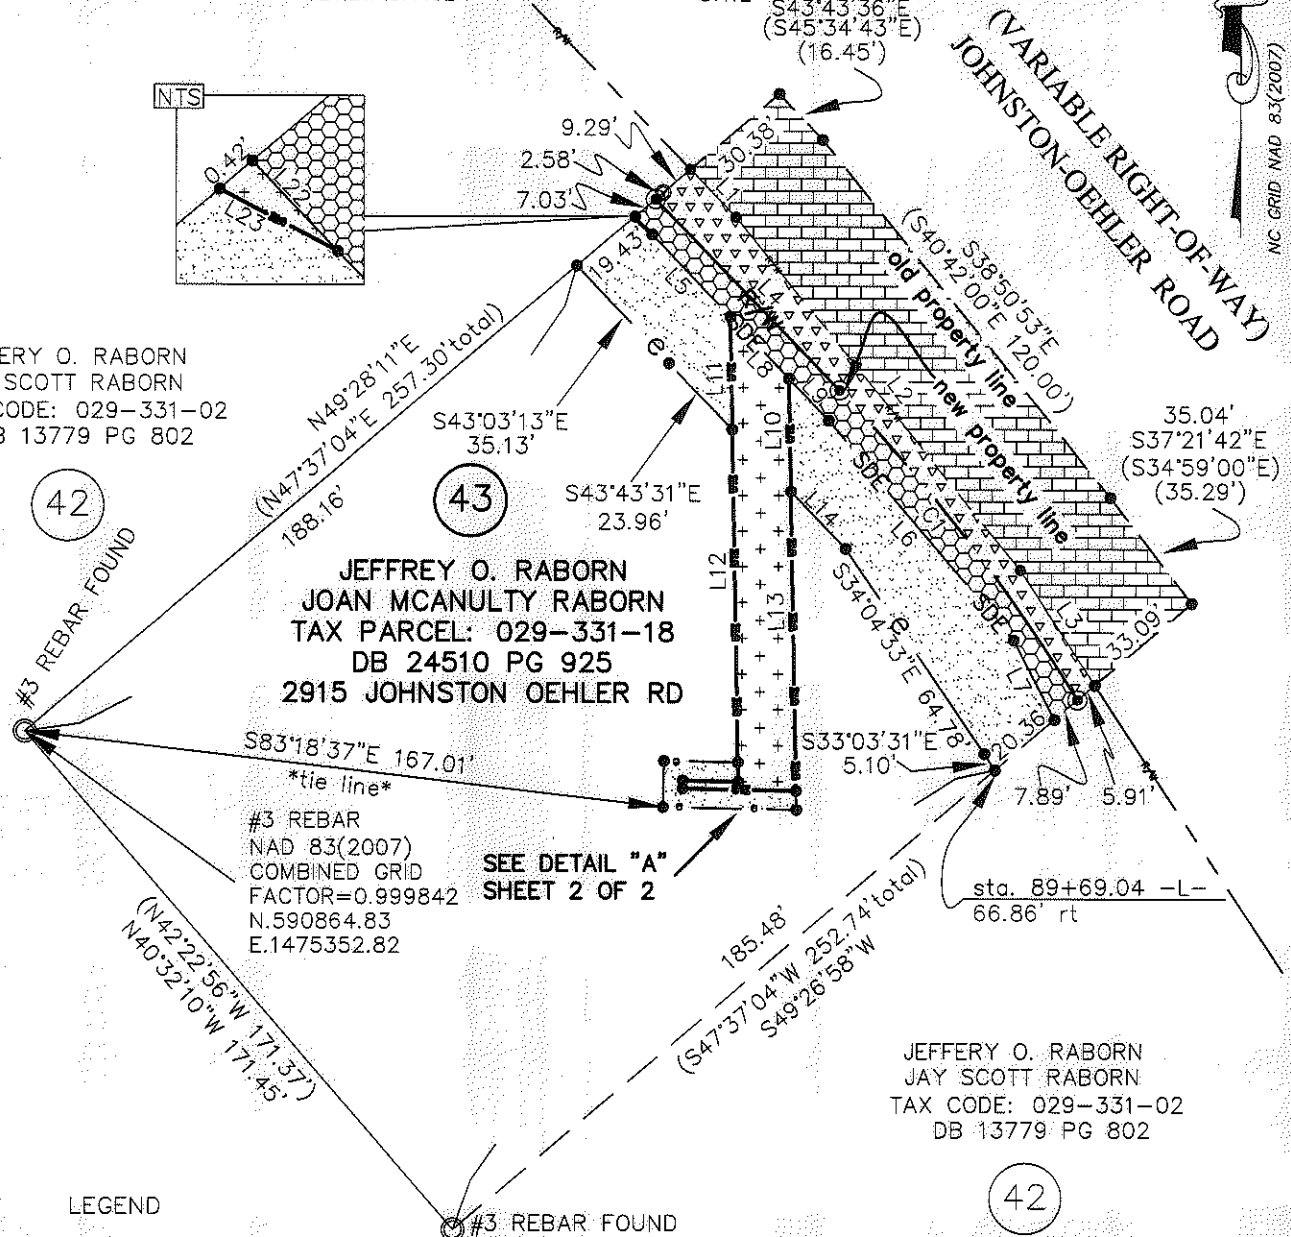 S43°43'36"E
(S45°34'43"E)
(16.45')
(VARIABLE RIGHT-OF-WAY)
JOHNSTON-OEHLER ROAD
NC GRID NAD 83(2007)
NTS
0.42'
L22
L23
9.29'
2.58'
7.03'
30.38'
19.43'
L1
L4
L5
R/W
SDE
L8
L9
L11
L10
L2
old property line
new property line
(S40°42'00"E 120.00')
S38°50'53"E
35.04'
S37°21'42"E
(S34°59'00"E)
(35.29')
ERY O. RABORN
SCOTT RABORN
CODE: 029-331-02
B 13779 PG 802
42
N49°28'11"E
(N47°37'04"E 257.30'total)
188.16'
S43°03'13"E
35.13'
e
S43°43'31"E
23.96'
43
JEFFREY O. RABORN
JOAN MCANULTY RABORN
TAX PARCEL: 029-331-18
DB 24510 PG 925
2915 JOHNSTON OEHLER RD
L12
L13
L14
SDE
L6
C1
SDE
L7
L3
33.09'
e
S34°04'33"E 64.78'
S33°03'31"E
5.10'
20.36'
7.89'
5.91'
R/W
#3 REBAR FOUND
S83°18'37"E 167.01'
*tie line*
#3 REBAR
NAD 83(2007)
COMBINED GRID
FACTOR=0.999842
N.590864.83
E.1475352.82
SEE DETAIL "A"
SHEET 2 OF 2
sta. 89+69.04 -L-
66.86' rt
185.48'
(S47°37'04"W 252.74'total)
S49°26'58"W
(N42°22'56"W 171.37')
N40°32'10"W 171.45'
JEFFERY O. RABORN
JAY SCOTT RABORN
TAX CODE: 029-331-02
DB 13779 PG 802
42
LEGEND
#3 REBAR FOUND